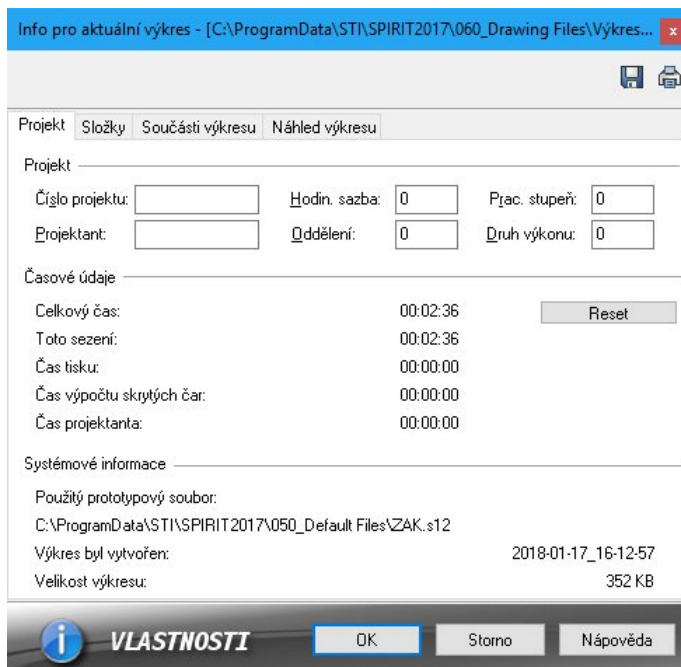 Info pro aktuální výkres - [C:\ProgramData\STI\SPIRIT2017\060_Drawing Files\Výkres... x
Projekt Složky Součásti výkresu Náhled výkresu
Projekt
Číslo projektu: Hodin. sazba: 0 Prac. stupeň: 0
Projektant: Oddělení: 0 Druh výkonu: 0
Časové údaje
Celkový čas: 00:02:36 Reset
Toto sezení: 00:02:36
Čas tisku: 00:00:00
Čas výpočtu skrytých čar: 00:00:00
Čas projektanta: 00:00:00
Systémové informace
Použitý prototypový soubor:
C:\ProgramData\STI\SPIRIT2017\050_Default Files\ZAK.s12
Výkres byl vytvořen: 2018-01-17_16-12-57
Velikost výkresu: 352 KB
i VLASTNOSTI OK Storno Nápověda